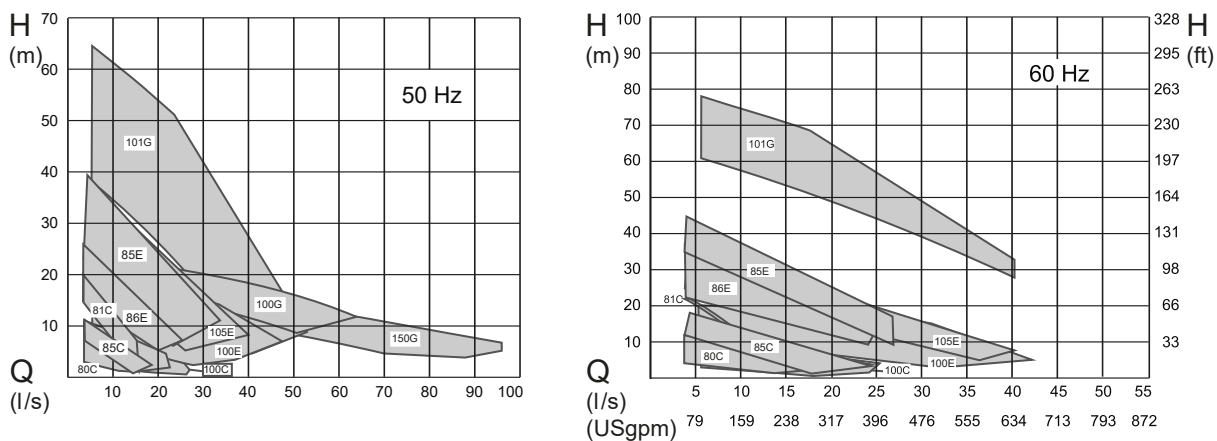 H
(m)
70
60
50
40
30
20
10
50 Hz
101G
85E
81C
86E
85C
80C
105E
100E
100C
100G
150G
Q
(l/s)
10 20 30 40 50 60 70 80 90 100
H
(m)
100
90
80
70
60
50
40
30
20
10
60 Hz
101G
85E
86E
81C
85C
80C
105E
100E
100C
328
295
263
230
197
164
131
98
66
33
H
(ft)
Q
(l/s)
5 10 15 20 25 30 35 40 45 50 55
(USgpm)
79 159 238 317 396 476 555 634 713 793 872